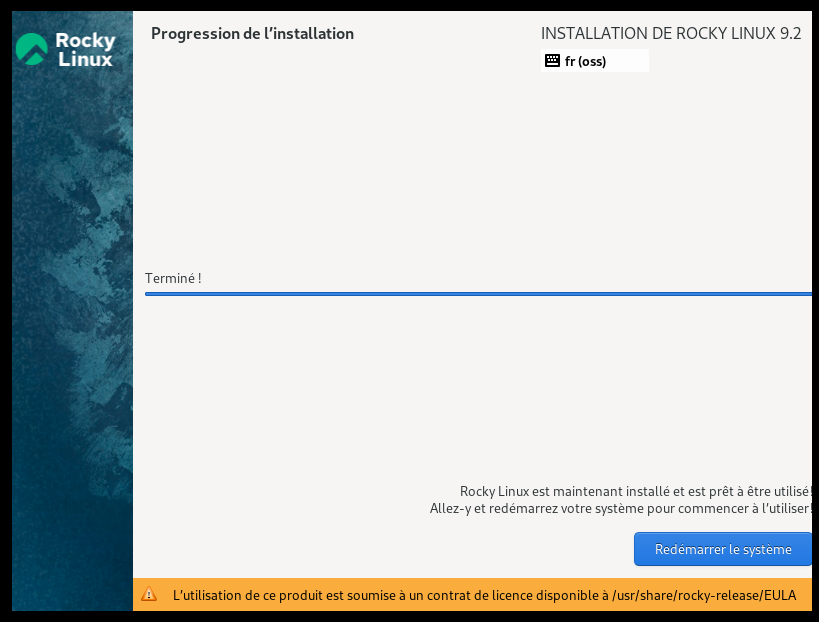 Rocky
Linux
Progression de l’installation
INSTALLATION DE ROCKY LINUX 9.2
fr (oss)
Terminé !
Rocky Linux est maintenant installé et est prêt à être utilisé!
Allez-y et redémarrez votre système pour commencer à l’utiliser!
Redémarrer le système
L’utilisation de ce produit est soumise à un contrat de licence disponible à /usr/share/rocky-release/EULA